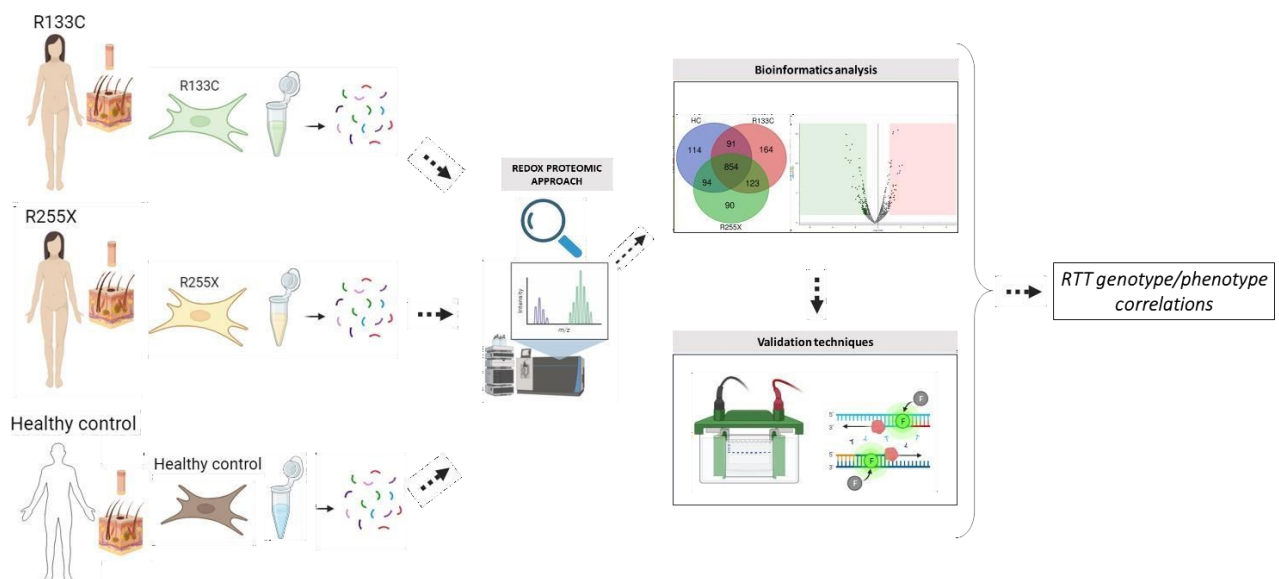 R133C
R133C
R255X
R255X
Healthy control
Healthy control
REDOX PROTEOMIC
APPROACH
Intensity
m/z
Bioinformatics analysis
HC
R133C
114
91
164
854
94
123
90
R255X
Validation techniques
5'
3'
F
F
5'
3'
F
F
RTT genotype/phenotype
correlations